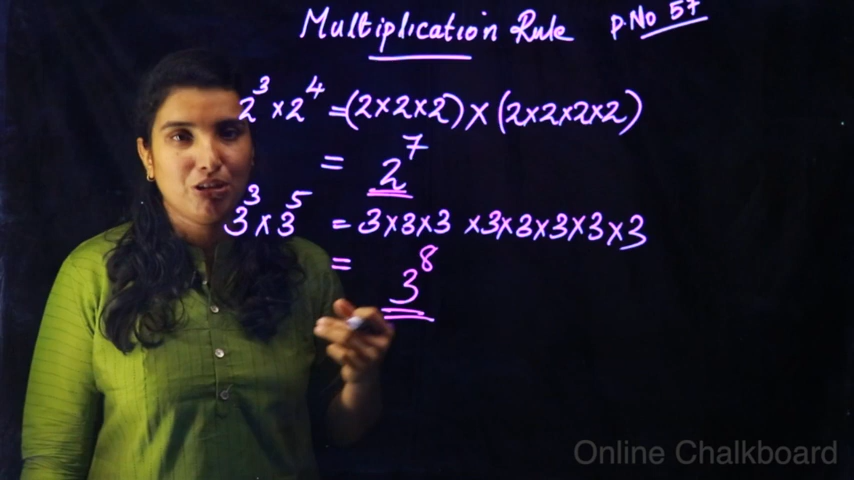 Multiplication Rule P.No 57
2³ × 2⁴ = (2×2×2) × (2×2×2×2)
= 2⁷
3³ × 3⁵ = 3×3×3 ×3×3×3×3×3
= 3⁸
Online Chalkboard